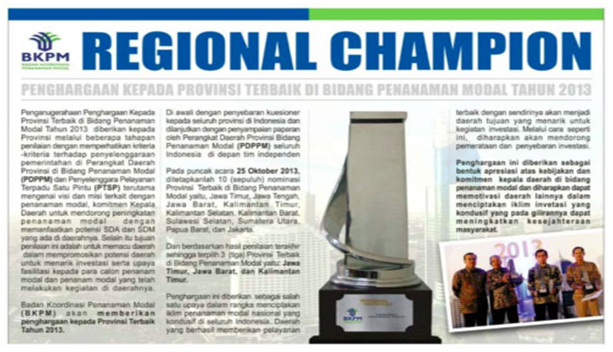 BKPM
REGIONAL CHAMPION
PENGHARGAAN KEPADA PROVINSI TERBAIK DI BIDANG PENANAMAN MODAL TAHUN 2013
Penganugerahaan Penghargaan Kepada
Provinsi Terbaik di Bidang Penanaman
Modal Tahun 2013 diberikan kepada
Provinsi melalui beberapa tahapan
penilaian dengan memperhatikan kriteria
-kriteria terhadap penyelenggaraan
pemerintahan di Perangkat Daerah
Provinsi di Bidang Penanaman Modal
(PDPPM) dan Penyelenggara Pelayanan
Terpadu Satu Pintu (PTSP) terutama
mengenai visi dan misi terkait dengan
penanaman modal, komitmen Kepala
Daerah untuk mendorong peningkatan
penanaman modal dengan
memanfaatkan potensi SDA dan SDM
yang ada di daerahnya. Selain itu tujuan
penilaian ini adalah untuk memacu daerah
dalam mempromosikan potensi daerah
untuk menarik investasi serta upaya
fasilitasi kepada para calon penanam
modal dan penanam modal yang telah
melakukan kegiatan di daerahnya.
Badan Koordinasi Penanaman Modal
(BKPM) akan memberikan
penghargaan kepada Provinsi Terbaik
Tahun 2013.
Di awali dengan penyebaran kuesioner
kepada seluruh provinsi di Indonesia dan
dilanjutkan dengan penyampaian paparan
oleh Perangkat Daerah Provinsi Bidang
Penanaman Modal (PDPPM) seluruh
Indonesia di depan tim independen
Pada puncak acara 25 Oktober 2013,
ditetapkanlah 10 (sepuluh) nominasi
Provinsi Terbaik di Bidang Penanaman
Modal yaitu, Jawa Timur, Jawa Tengah,
Jawa Barat, Kalimantan Timur,
Kalimantan Selatan, Kalimantan Barat,
Sulawesi Selatan, Sumatera Utara,
Papua Barat, dan Jakarta.
Dan berdasarkan hasil penilaian terakhir
sehingga terpilih 3 (tiga) Provinsi Terbaik
di Bidang Penanaman Modal yaitu: Jawa
Timur, Jawa Barat, dan Kalimantan
Timur.
Penghargaan ini diberikan sebagai salah
satu upaya dalam rangka menciptakan
iklim penanaman modal nasional yang
kondusif di seluruh Indonesia. Daerah
yang berhasil memberikan pelayanan
terbaik dengan sendirinya akan menjadi
daerah tujuan yang menarik untuk
kegiatan investasi. Melalui cara seperti
ini, diharapkan akan mendorong
pemerataan dan penyebaran investasi.
Penghargaan ini diberikan sebagai
bentuk apresiasi atas kebijakan dan
komitmen kepala daerah di bidang
penanaman modal dan diharapkan dapat
memotivasi daerah lainnya dalam
menciptakan iklim investasi yang
kondusif yang pada gilirannya dapat
meningkatkan kesejahteraan
masyarakat.
2013
BKPM